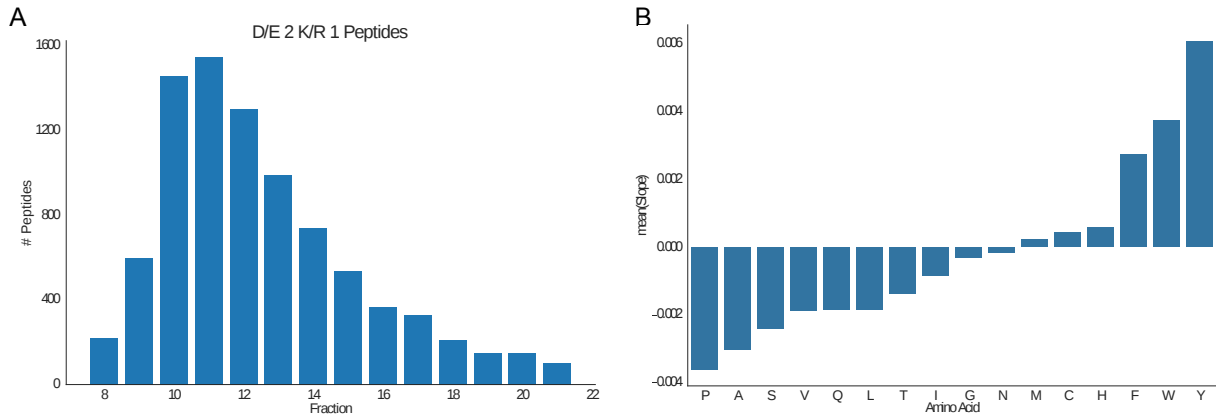 A
D/E 2 K/R 1 Peptides
1600
1200
800
400
0
# Peptides
8 10 12 14 16 18 20 22
Fraction
B
0.006
0.004
0.002
0.000
−0.002
−0.004
mean(Slope)
P A S V Q L T I G N M C H F W Y
Amino Acid